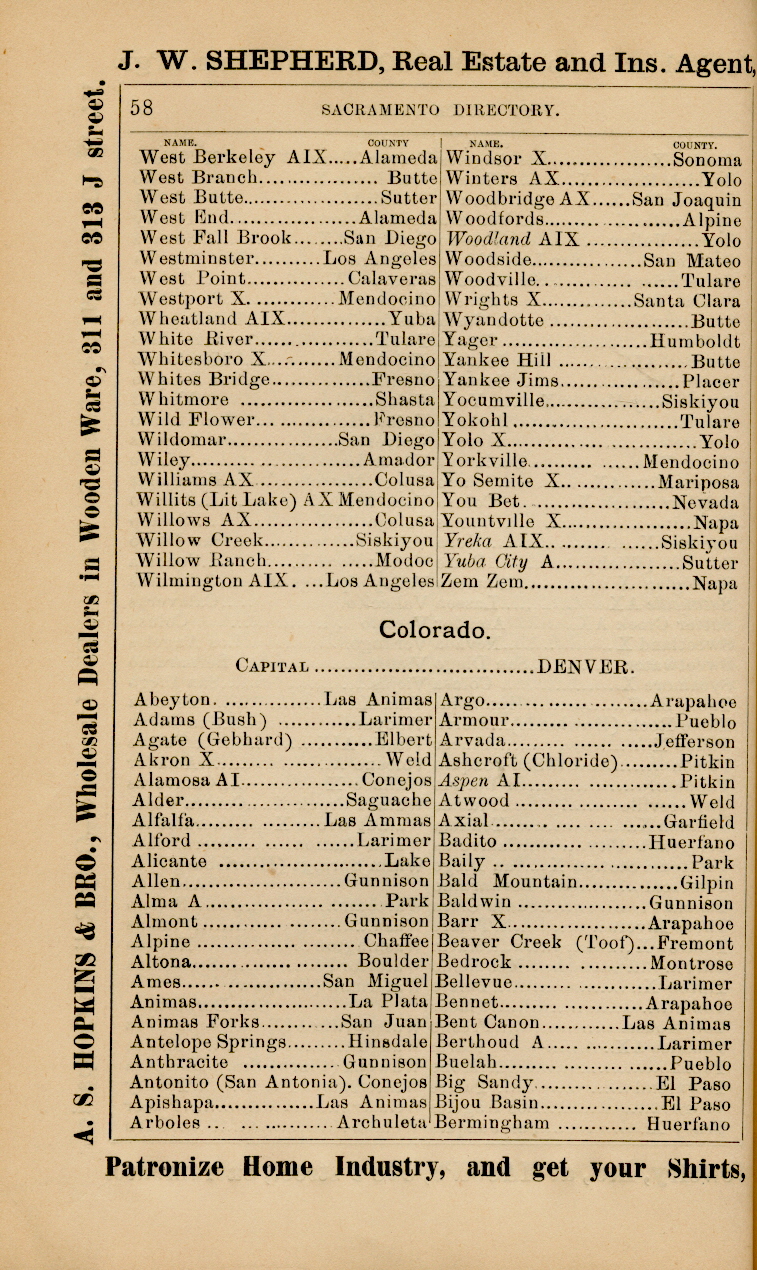 J. W. SHEPHERD, Real Estate and Ins. Agent,
58 SACRAMENTO DIRECTORY.
NAME. COUNTY
West Berkeley AIX.....Alameda
West Branch.................. Butte
West Butte.......................Sutter
West End...................Alameda
West Fall Brook........San Diego
Westminster..........Los Angeles
West Point...............Calaveras
Westport X. ............Mendocino
Wheatland AIX...............Yuba
White River..................Tulare
Whitesboro X..........Mendocino
Whites Bridge...............Fresno
Whitmore ....................Shasta
Wild Flower... ..............Fresno
Wildomar.................San Diego
Wiley..........................Amador
Williams AX..................Colusa
Willits (Lit Lake) AX Mendocino
Willows AX..................Colusa
Willow Creek..............Siskiyou
Willow Ranch................Modoc
Wilmington AIX. ...Los Angeles
NAME. COUNTY.
Windsor X...................Sonoma
Winters AX.....................Yolo
Woodbridge AX......San Joaquin
Woodfords.....................Alpine
Woodland AIX .................Yolo
Woodside.................San Mateo
Woodville.. ....................Tulare
Wrights X..............Santa Clara
Wyandotte .....................Butte
Yager ......................Humboldt
Yankee Hill ....................Butte
Yankee Jims..................Placer
Yocumville.................Siskiyou
Yokohl .........................Tulare
Yolo X.............................Yolo
Yorkville................Mendocino
Yo Semite X.............Mariposa
You Bet. ......................Nevada
Yountville X....................Napa
Yreka AIX.................Siskiyou
Yuba City A...................Sutter
Zem Zem.........................Napa
Colorado.
CAPITAL .................................DENVER.
Abeyton. ...............Las Animas
Adams (Bush) ............Larimer
Agate (Gebhard) ...........Elbert
Akron X......................... Weld
Alamosa AI..................Conejos
Alder........................Saguache
Alfalfa...................Las Ammas
Alford .......................Larimer
Alicante .........................Lake
Allen........................Gunnison
Alma A.......................... Park
Almont .....................Gunnison
Alpine ........................ Chaffee
Altona........................ Boulder
Ames.....................San Miguel
Animas......................La Plata
Animas Forks............San Juan
Antelope Springs.........Hinsdale
Anthracite ...............Gunnison
Antonito (San Antonia). Conejos
Apishapa...............Las Animas
Arboles .. ... ............ Archuleta
Argo.........................Arapahoe
Armour.........................Pueblo
Arvada.....................Jefferson
Ashcroft (Chloride).........Pitkin
Aspen AI.......................Pitkin
Atwood ......................... Weld
Axial .........................Garfield
Badito ......................Huerfano
Baily .. ...........................Park
Bald Mountain...............Gilpin
Baldwin ....................Gunnison
Barr X......................Arapahoe
Beaver Creek (Toof)...Fremont
Bedrock ....................Montrose
Bellevue......................Larimer
Bennet......................Arapahoe
Bent Canon............Las Animas
Berthoud A..................Larimer
Buelah.........................Pueblo
Big Sandy...................El Paso
Bijou Basin..................El Paso
Bermingham ............ Huerfano
A. S. HOPKINS & BRO., Wholesale Dealers in Wooden Ware, 311 and 313 J street.
Patronize Home Industry, and get your Shirts,